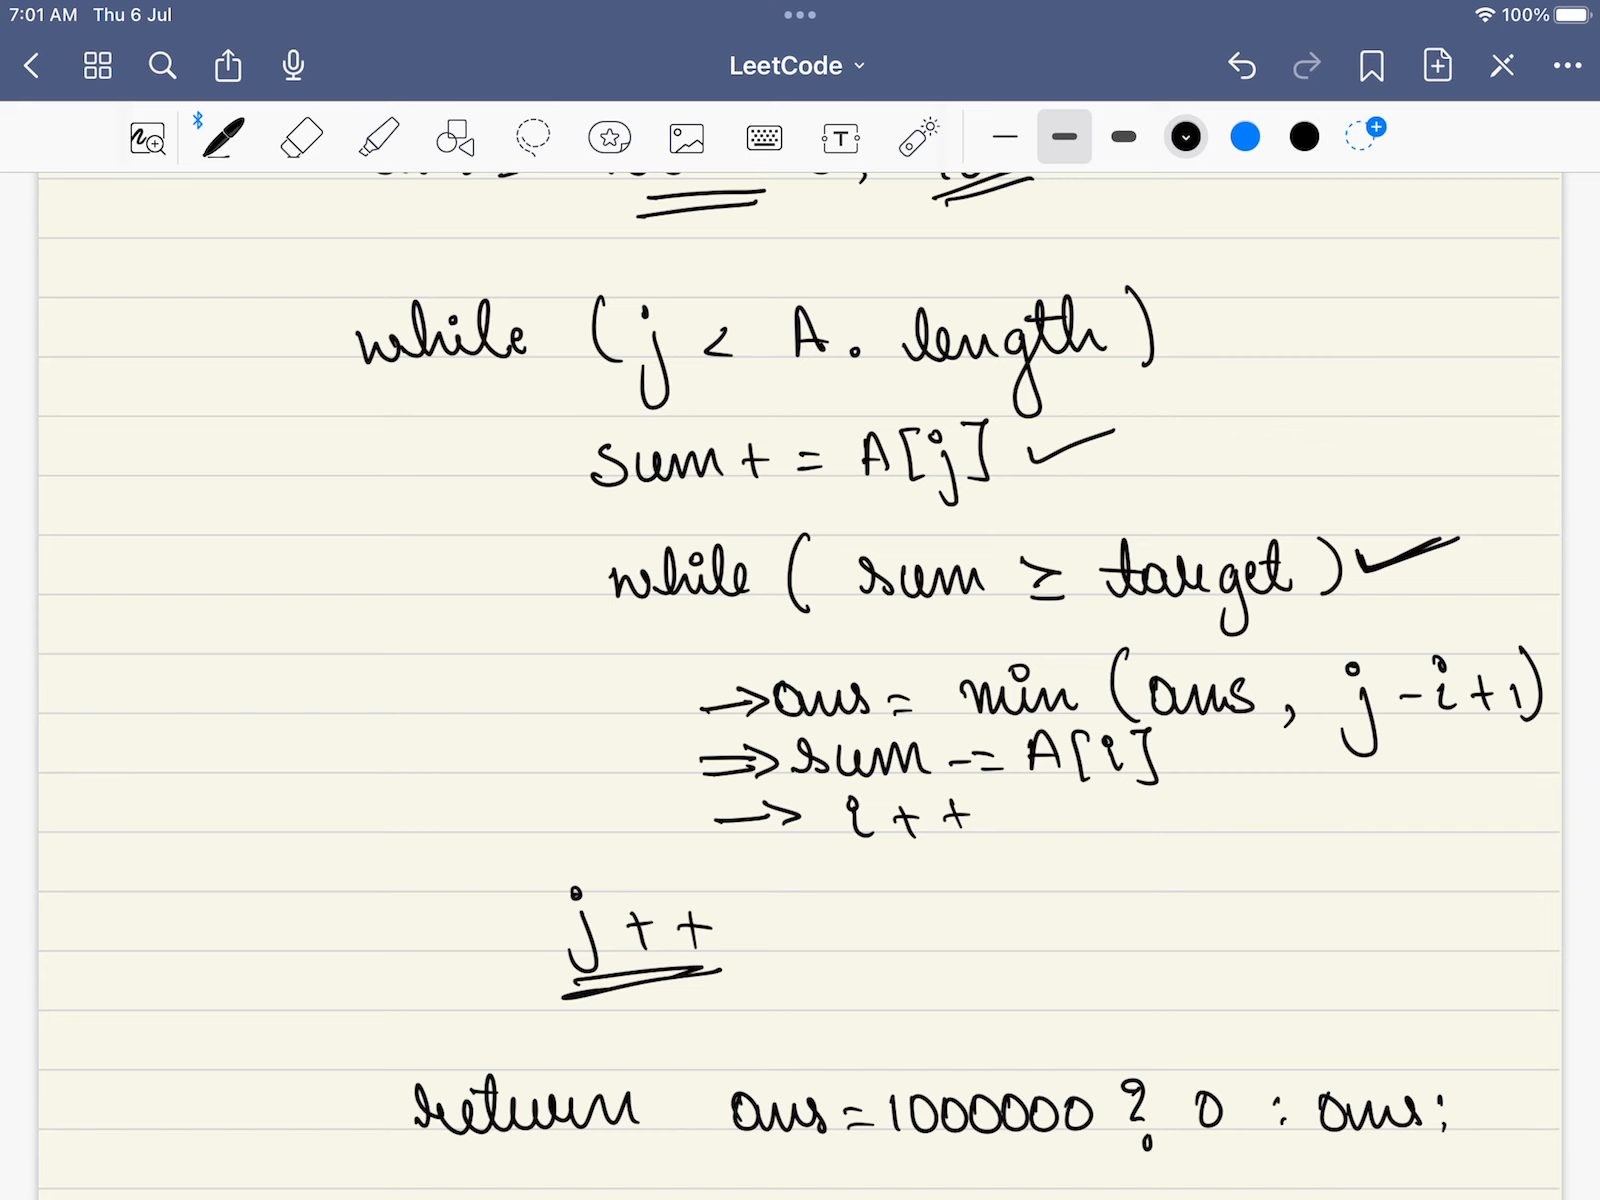 7:01 AM Thu 6 Jul 100%
LeetCode
T
while (j < A. length)
sum + = A[j]
while ( sum ≥ target)
→ ans = min (ans, j - i + 1)
⇒ sum -= A[i]
→ i + +
j + +
return ans = 1000000 ? 0 : ans;